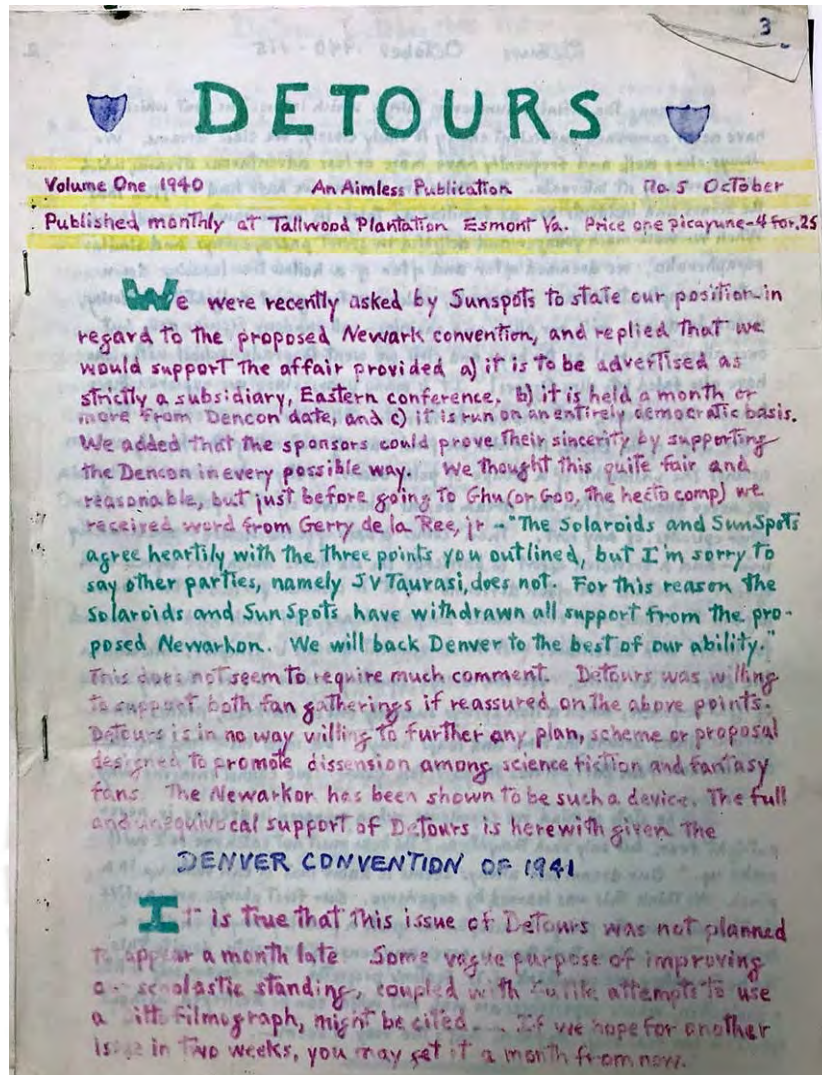 3
DETOURS
Volume One 1940 An Aimless Publication No. 5 October
Published monthly at Tallwood Plantation Esmont Va. Price one picayune-4 for .25
We were recently asked by Sunspots to state our position in
regard to the proposed Newark convention, and replied that we
would support the affair provided a) it is to be advertised as
strictly a subsidiary, Eastern conference. b) it is held a month or
more from Dencon date, and c) it is run on an entirely democratic basis.
We added that the sponsors could prove their sincerity by supporting
the Dencon in every possible way. We thought this quite fair and
reasonable, but just before going to Ghu (or Goo, the hecto comp) we
received word from Gerry de la Ree, jr - "The Solaroids and SunSpots
agree heartily with the three points you outlined, but I'm sorry to
say other parties, namely JV Taurasi, does not. For this reason the
Solaroids and SunSpots have withdrawn all support from the pro-
posed Newarkon. We will back Denver to the best of our ability."
This does not seem to require much comment. Detours was willing
to support both fan gatherings if reassured on the above points.
Detours is in no way willing to further any plan, scheme or proposal
designed to promote dissension among science fiction and fantasy
fans. The Newarkon has been shown to be such a device. The full
and unequivocal support of Detours is herewith given the
DENVER CONVENTION OF 1941
It is true that this issue of Detours was not planned
to appear a month late Some vague purpose of improving
scholastic standing, coupled with futile attempts to use
a Ditto filmograph, might be cited... If we hope for another
issue in two weeks, you may get it a month from now.